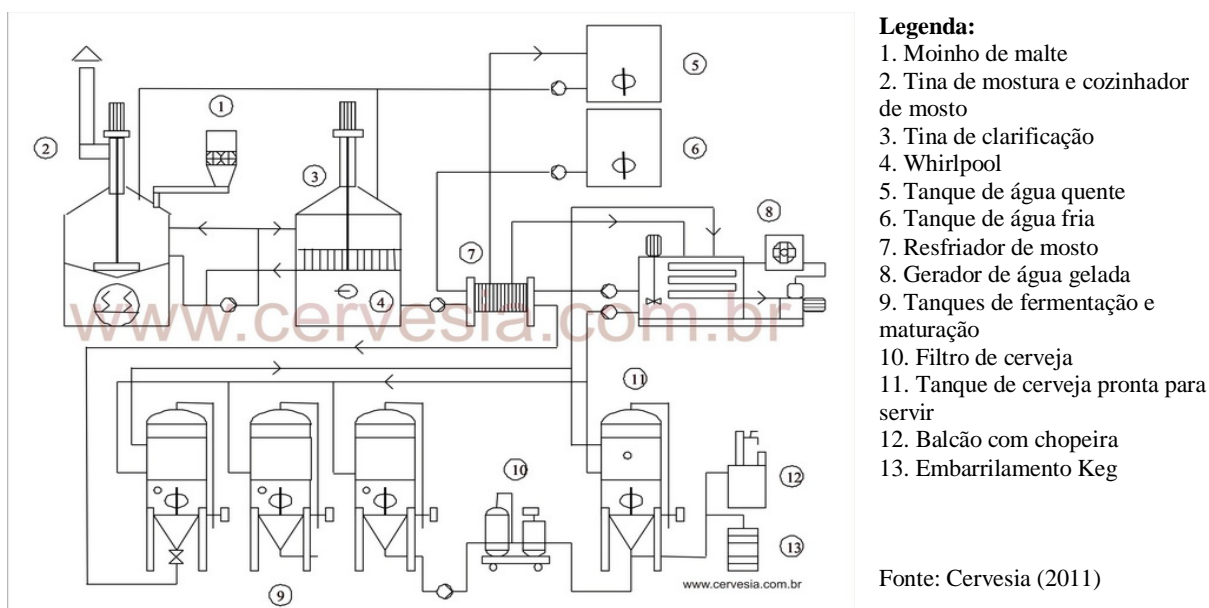 1
2
3
4
5
6
7
8
9
10
11
12
13
www.cervesia.com.br
www.cervesia.com.br
Legenda:
1. Moinho de malte
2. Tina de mostura e cozinhador
de mosto
3. Tina de clarificação
4. Whirlpool
5. Tanque de água quente
6. Tanque de água fria
7. Resfriador de mosto
8. Gerador de água gelada
9. Tanques de fermentação e
maturação
10. Filtro de cerveja
11. Tanque de cerveja pronta para
servir
12. Balcão com chopeira
13. Embarrilamento Keg
Fonte: Cervesia (2011)